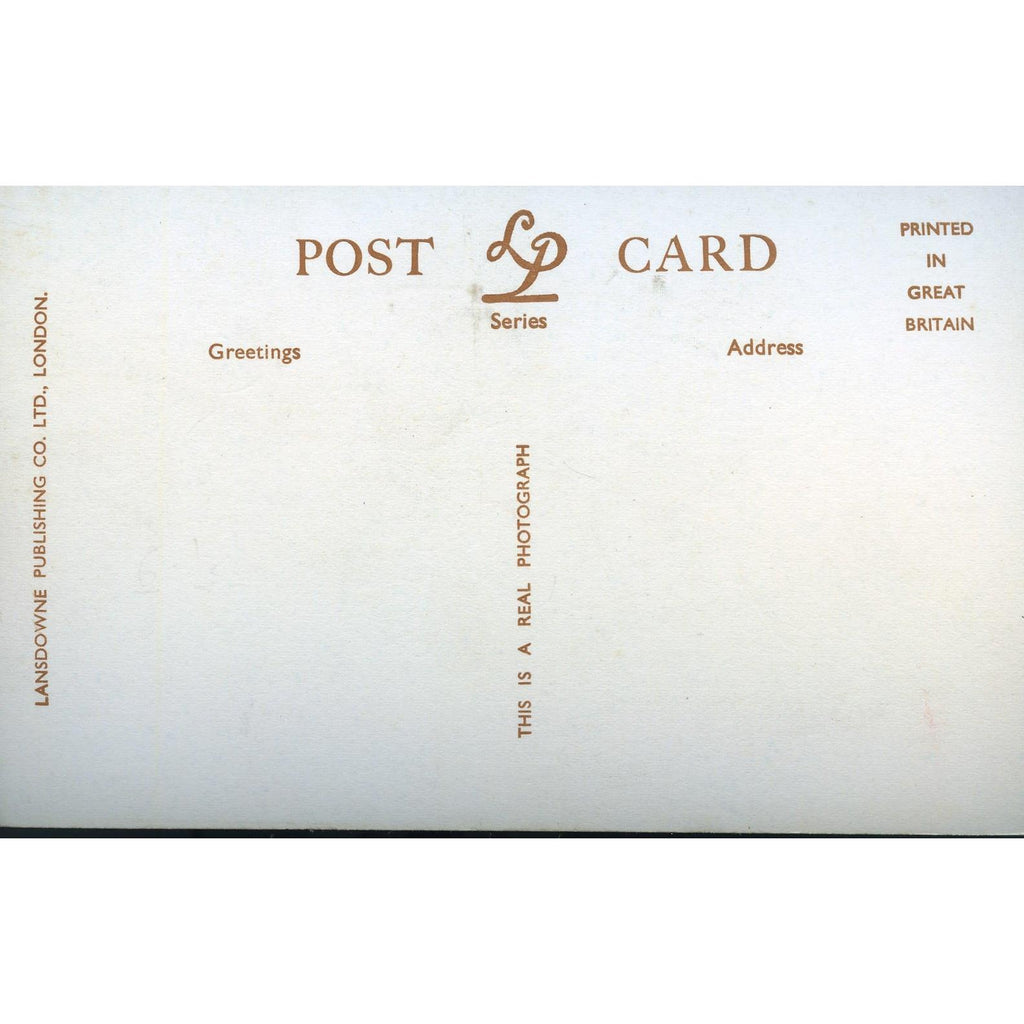 POST LP CARD
Series
PRINTED
IN
GREAT
BRITAIN
Greetings
Address
LANSDOWNE PUBLISHING CO. LTD., LONDON.
THIS IS A REAL PHOTOGRAPH